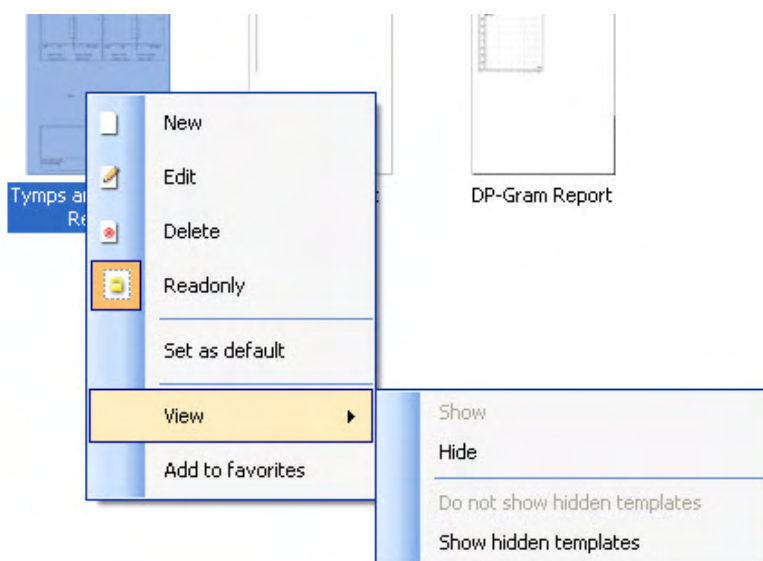 New
Edit
Tymps a
Re
DP-Gram Report
Delete
Readonly
Set as default
View
Show
Hide
Add to favorites
Do not show hidden templates
Show hidden templates